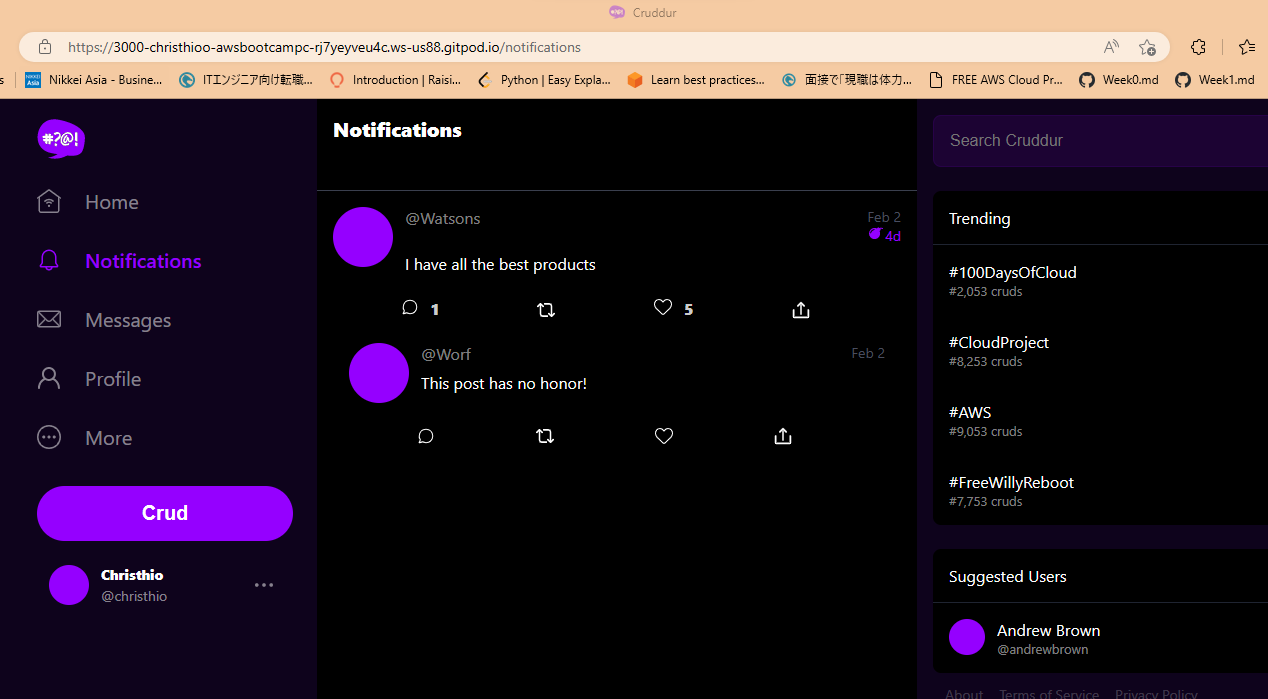 Cruddur
https://3000-christhioo-awsbootcampc-rj7yeyveu4c.ws-us88.gitpod.io/notifications
s Nikkei Asia - Busine... ITエンジニア向け転職... Introduction | Raisi... Python | Easy Expla... Learn best practices... 面接で「現職は体力... FREE AWS Cloud Pr... Week0.md Week1.md
#?@!
Home
Notifications
Messages
Profile
More
Crud
Christhio
@christhio
Notifications
@Watsons
Feb 2
4d
I have all the best products
1
5
@Worf
Feb 2
This post has no honor!
Search Cruddur
Trending
#100DaysOfCloud
#2,053 cruds
#CloudProject
#8,253 cruds
#AWS
#9,053 cruds
#FreeWillyReboot
#7,753 cruds
Suggested Users
Andrew Brown
@andrewbrown
About Terms of Service Privacy Policy